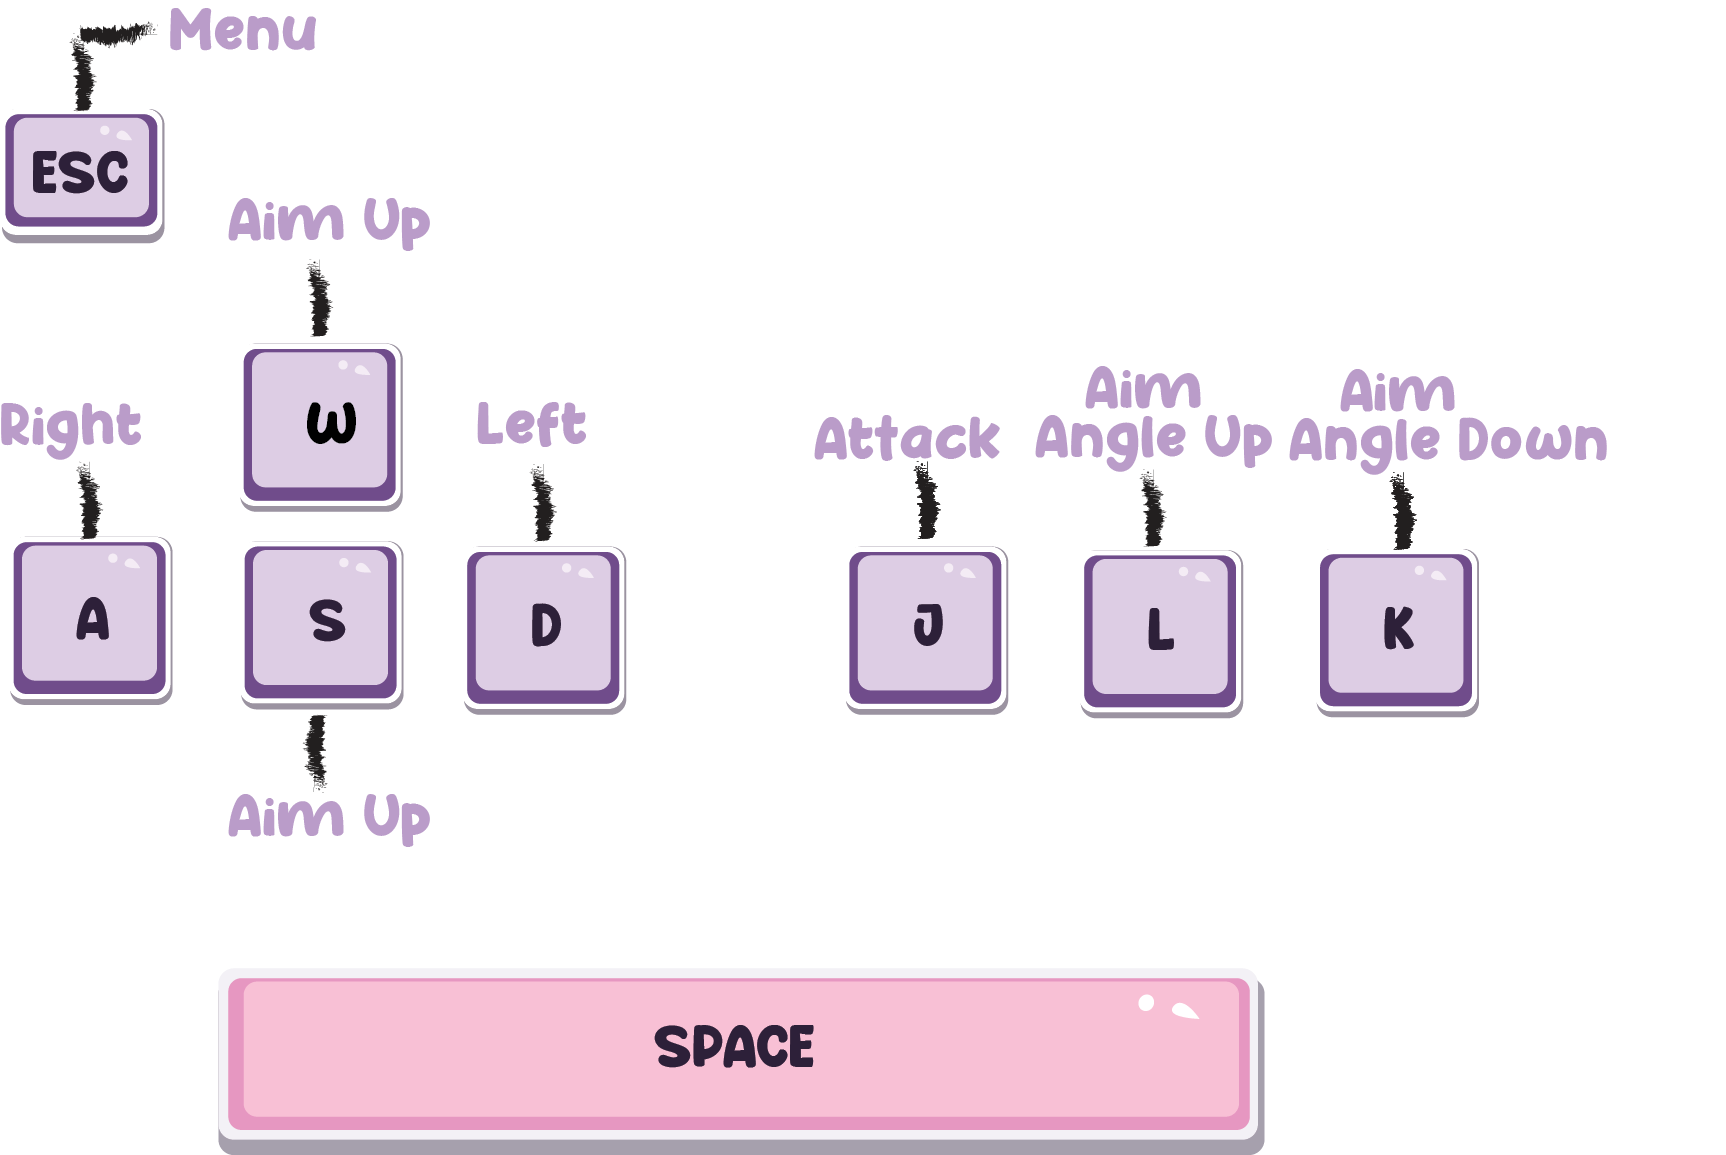 Menu
ESC
Aim Up
W
Right
A
S
Aim Up
Left
D
Attack
J
Aim
Angle Up
L
Aim
Angle Down
K
SPACE